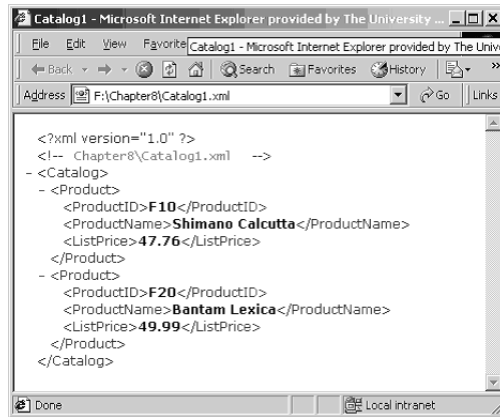 Catalog1 - Microsoft Internet Explorer provided by The University ...
File Edit View Favorite
Catalog1 - Microsoft Internet Explorer provided by The Unive
Back Search Favorites History »
Address F:\Chapter8\Catalog1.xml Go Links
<?xml version="1.0" ?>
<!-- Chapter8\Catalog1.xml -->
- <Catalog>
- <Product>
<ProductID>F10</ProductID>
<ProductName>Shimano Calcutta</ProductName>
<ListPrice>47.76</ListPrice>
</Product>
- <Product>
<ProductID>F20</ProductID>
<ProductName>Bantam Lexica</ProductName>
<ListPrice>49.99</ListPrice>
</Product>
</Catalog>
Done Local intranet